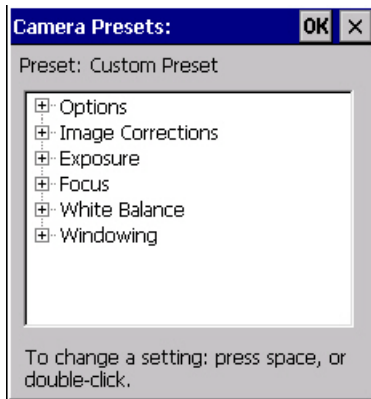 Camera Presets: OK ×
Preset: Custom Preset
Options
Image Corrections
Exposure
Focus
White Balance
Windowing
To change a setting: press space, or
double-click.